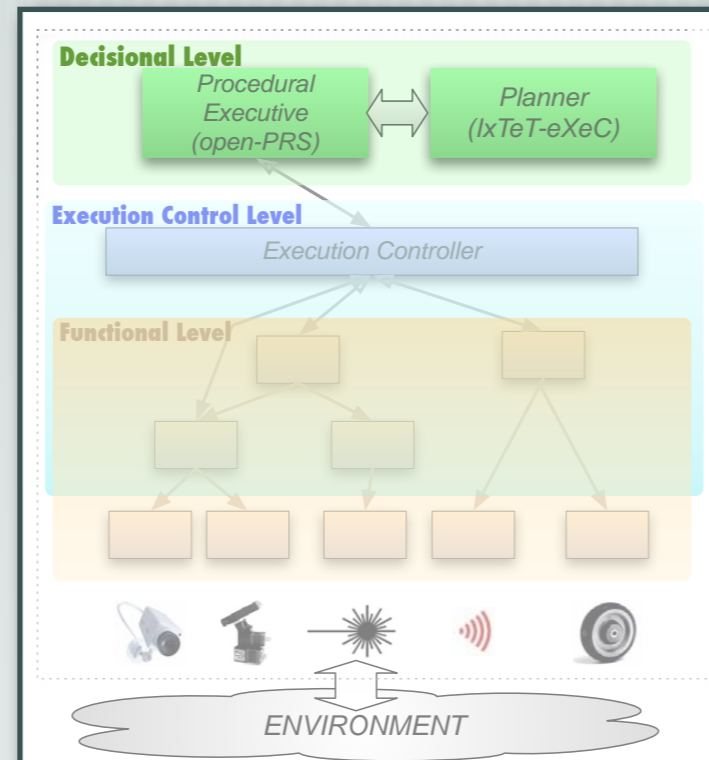 Decisional Level
Procedural
Executive
(open-PRS)
Planner
(IxTeT-eXeC)
Execution Control Level
Execution Controller
Functional Level
ENVIRONMENT